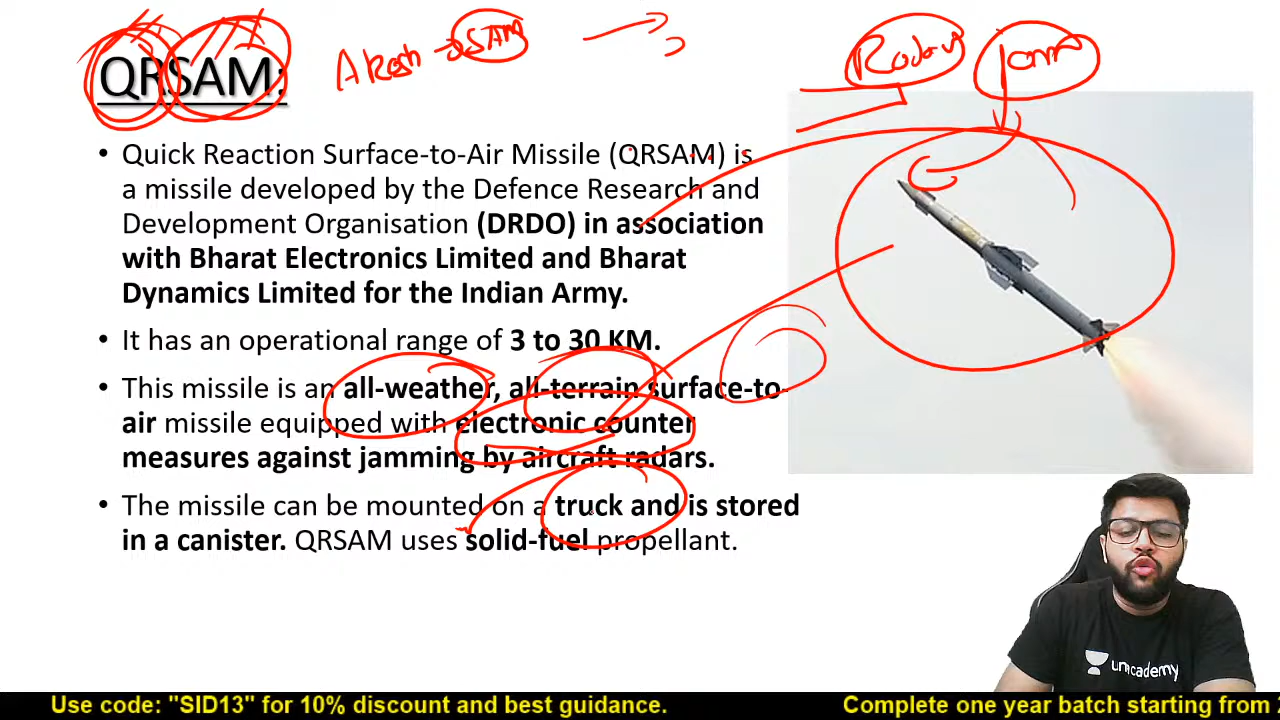 QRSAM:
Akash → SAM
Radar
Jam
• Quick Reaction Surface-to-Air Missile (QRSAM) is
a missile developed by the Defence Research and
Development Organisation (DRDO) in association
with Bharat Electronics Limited and Bharat
Dynamics Limited for the Indian Army.
• It has an operational range of 3 to 30 KM.
• This missile is an all-weather, all-terrain surface-to-
air missile equipped with electronic counter
measures against jamming by aircraft radars.
• The missile can be mounted on a truck and is stored
in a canister. QRSAM uses solid-fuel propellant.
unacademy
Use code: "SID13" for 10% discount and best guidance.
Complete one year batch starting from